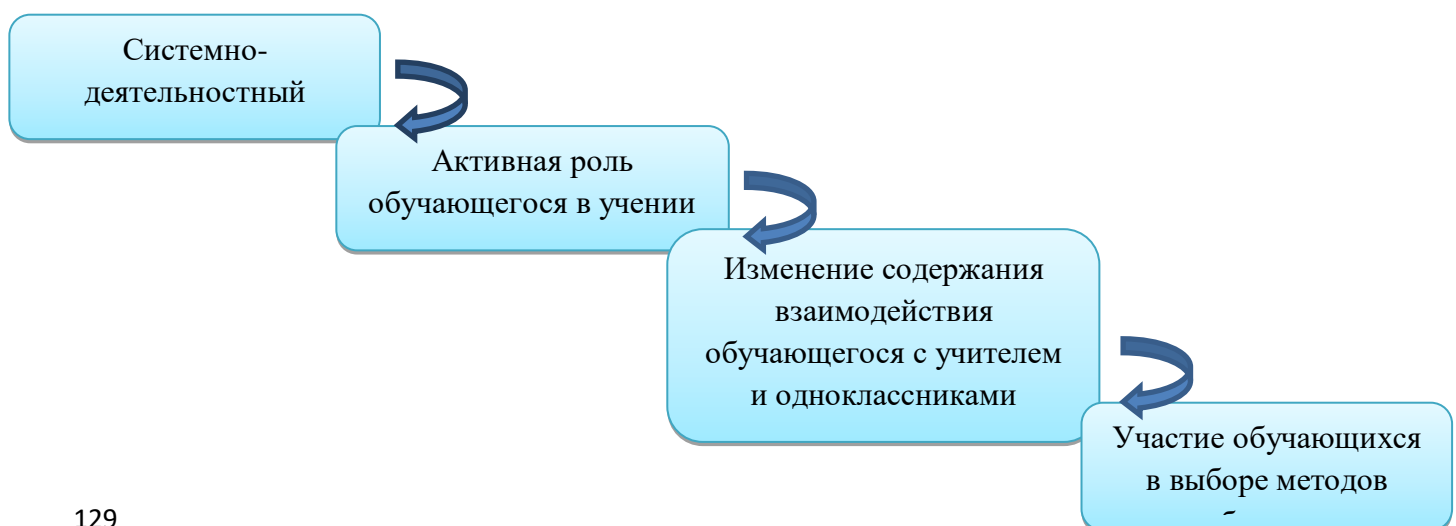 Системно-
деятельностный
Активная роль
обучающегося в учении
Изменение содержания
взаимодействия
обучающегося с учителем
и одноклассниками
Участие обучающихся
в выборе методов
129